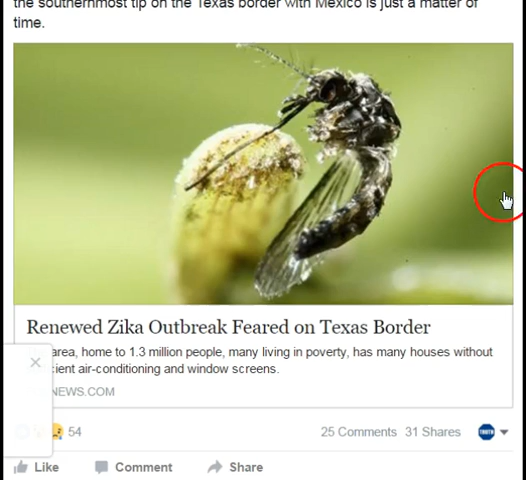 the southernmost tip on the Texas border with Mexico is just a matter of
time.
Renewed Zika Outbreak Feared on Texas Border
area, home to 1.3 million people, many living in poverty, has many houses without
air-conditioning and window screens.
NEWS.COM
54
25 Comments 31 Shares
TRUTH
Like Comment Share